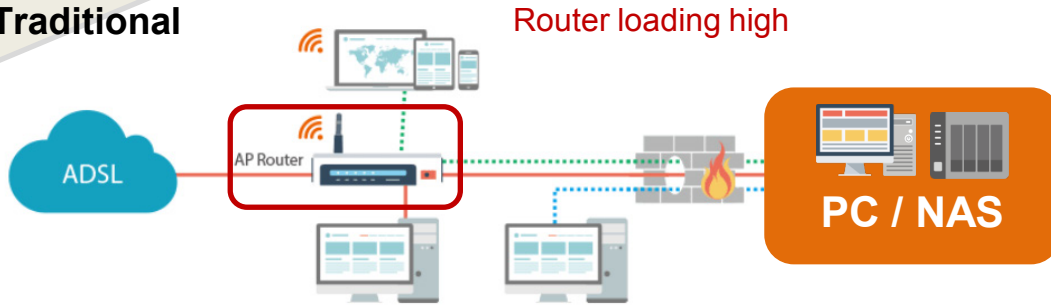 Traditional
Router loading high
ADSL
AP Router
PC / NAS